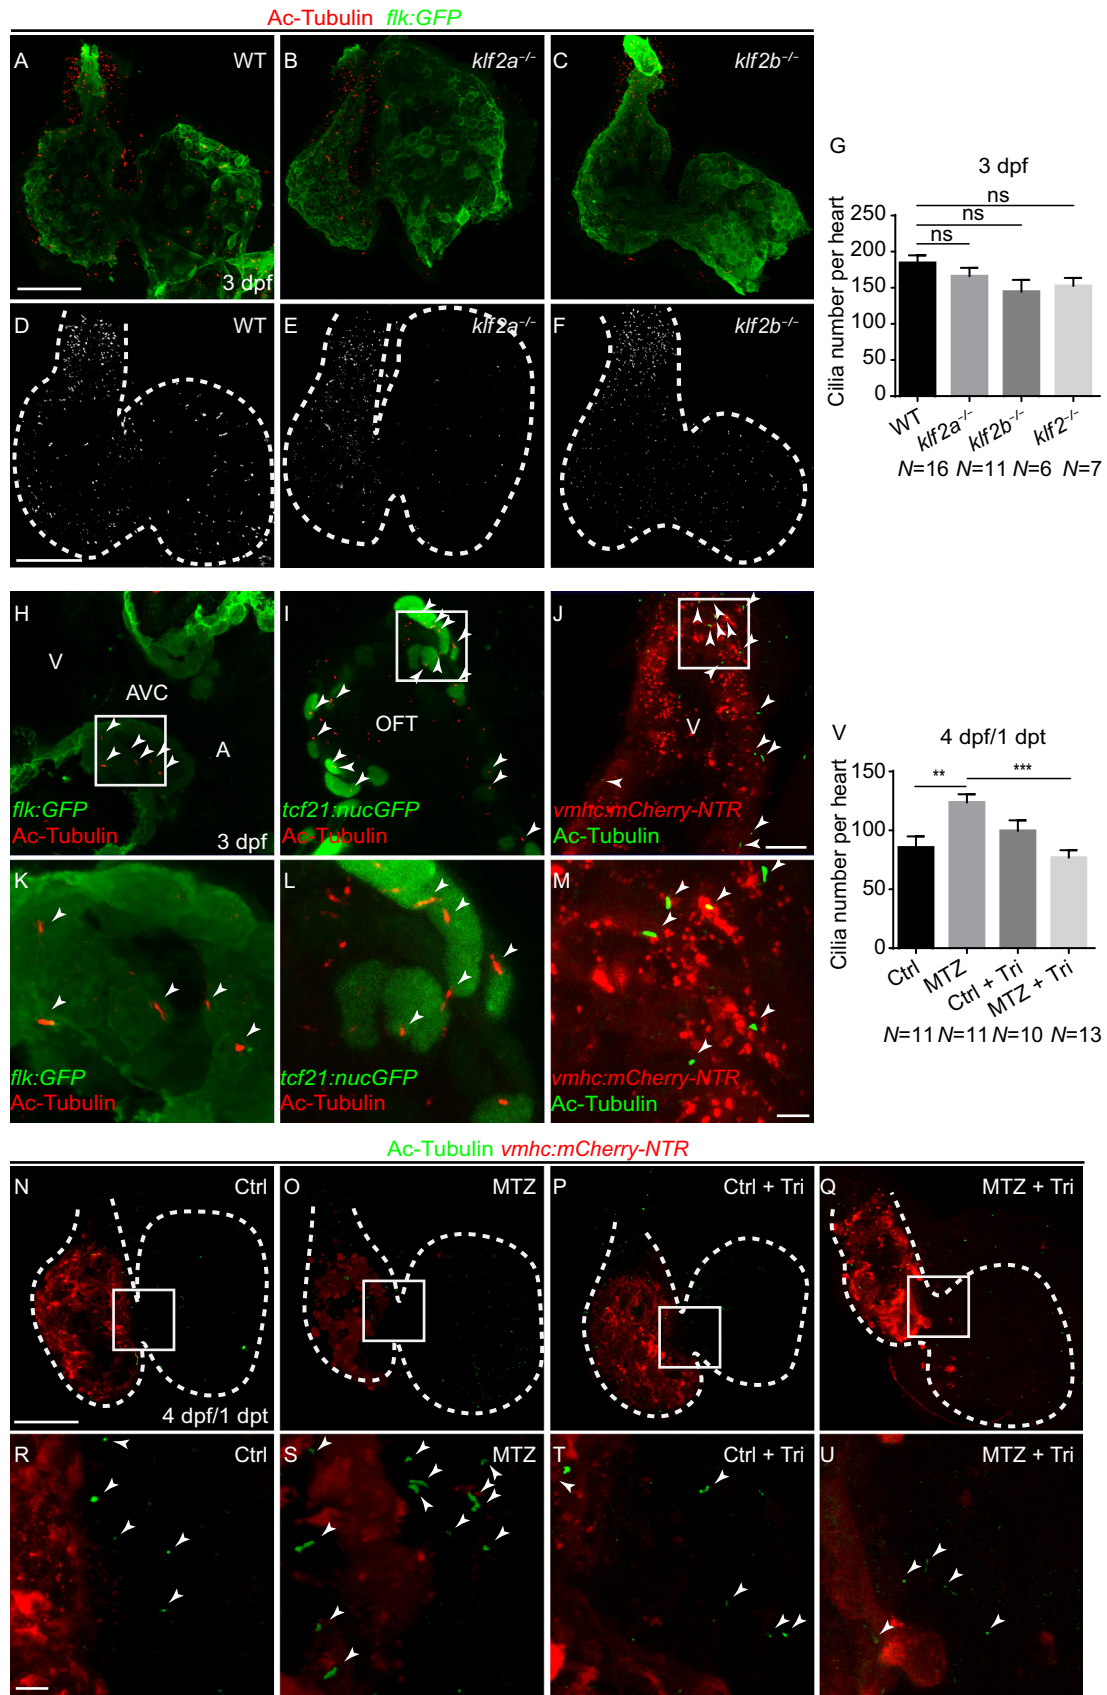 Ac-Tubulin flk:GFP
A WT
B klf2a⁻/⁻
C klf2b⁻/⁻
3 dpf
D WT
E klf2a⁻/⁻
F klf2b⁻/⁻
G
3 dpf
ns
ns
ns
Cilia number per heart
250
200
150
100
50
0
WT klf2a⁻/⁻ klf2b⁻/⁻ klf2⁻/⁻
N=16 N=11 N=6 N=7
H
V
AVC
A
flk:GFP
Ac-Tubulin
3 dpf
I
OFT
tcf21:nucGFP
Ac-Tubulin
J
V
vmhc:mCherry-NTR
Ac-Tubulin
K
flk:GFP
Ac-Tubulin
L
tcf21:nucGFP
Ac-Tubulin
M
vmhc:mCherry-NTR
Ac-Tubulin
V
4 dpf/1 dpt
** ***
Cilia number per heart
150
100
50
0
Ctrl MTZ Ctrl + Tri MTZ + Tri
N=11 N=11 N=10 N=13
Ac-Tubulin vmhc:mCherry-NTR
N Ctrl
4 dpf/1 dpt
O MTZ
P Ctrl + Tri
Q MTZ + Tri
R Ctrl
S MTZ
T Ctrl + Tri
U MTZ + Tri